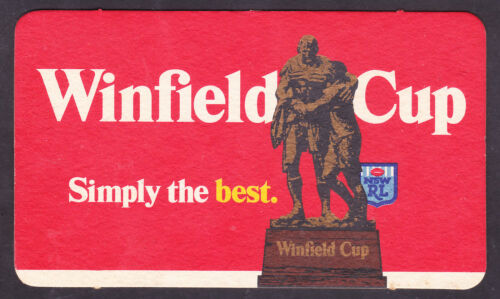 Winfield Cup
Simply the best.
NSW
RL
Winfield Cup